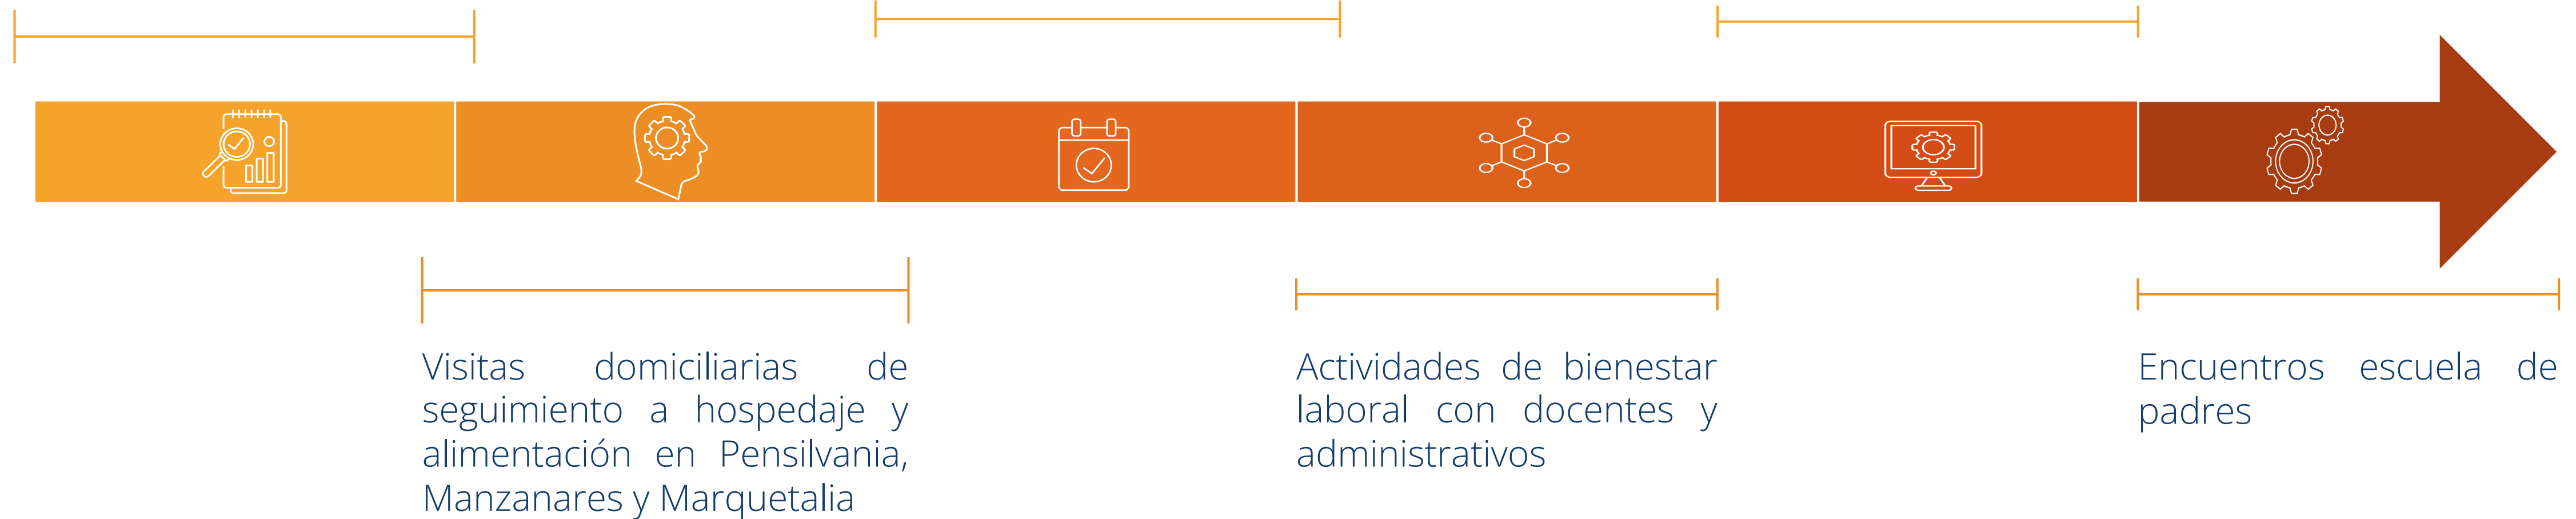 Visitas domiciliarias de
seguimiento a hospedaje y
alimentación en Pensilvania,
Manzanares y Marquetalia
Actividades de bienestar
laboral con docentes y
administrativos
Encuentros escuela de
padres